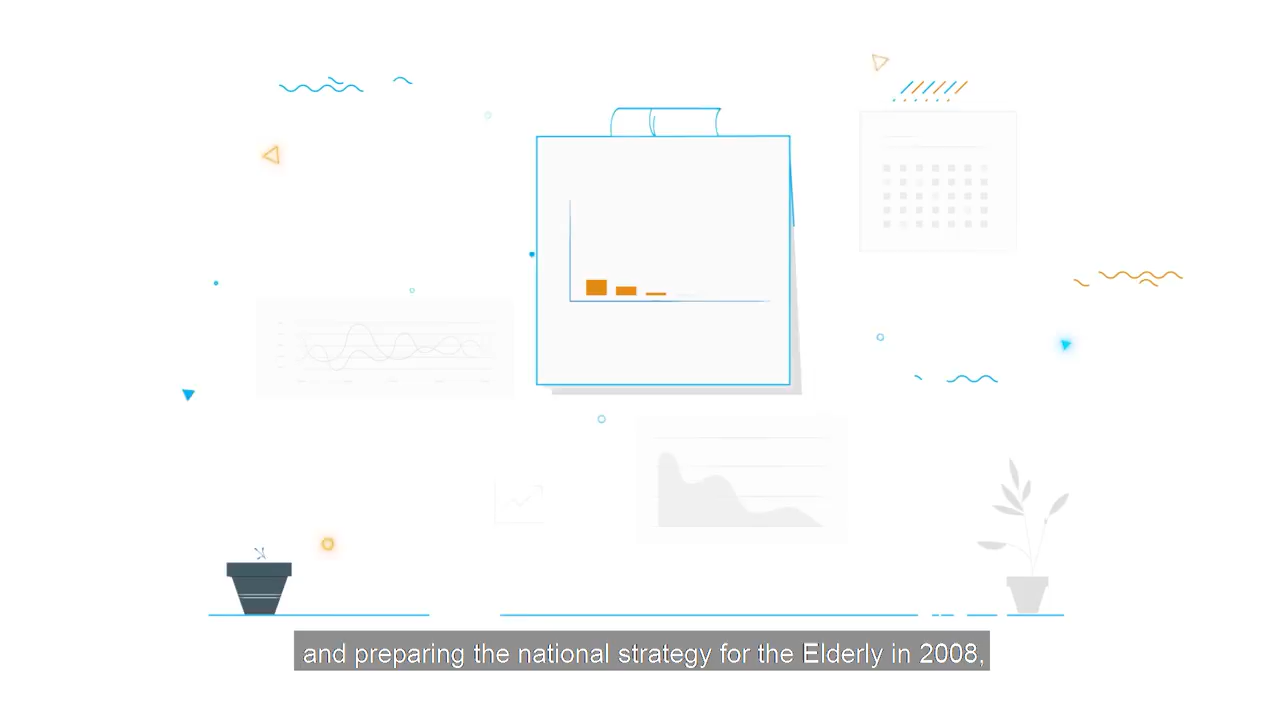 and preparing the national strategy for the Elderly in 2008,